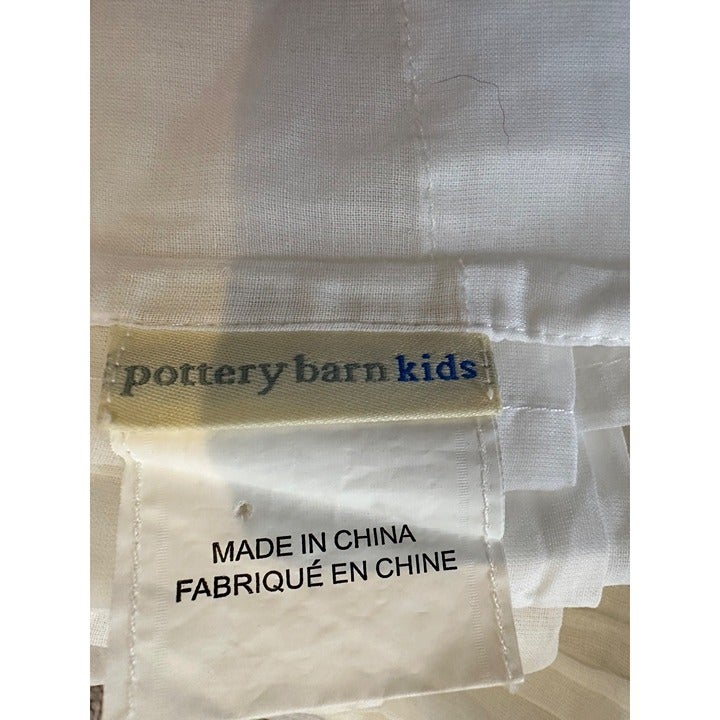 pottery barn kids
MADE IN CHINA
FABRIQUÉ EN CHINE